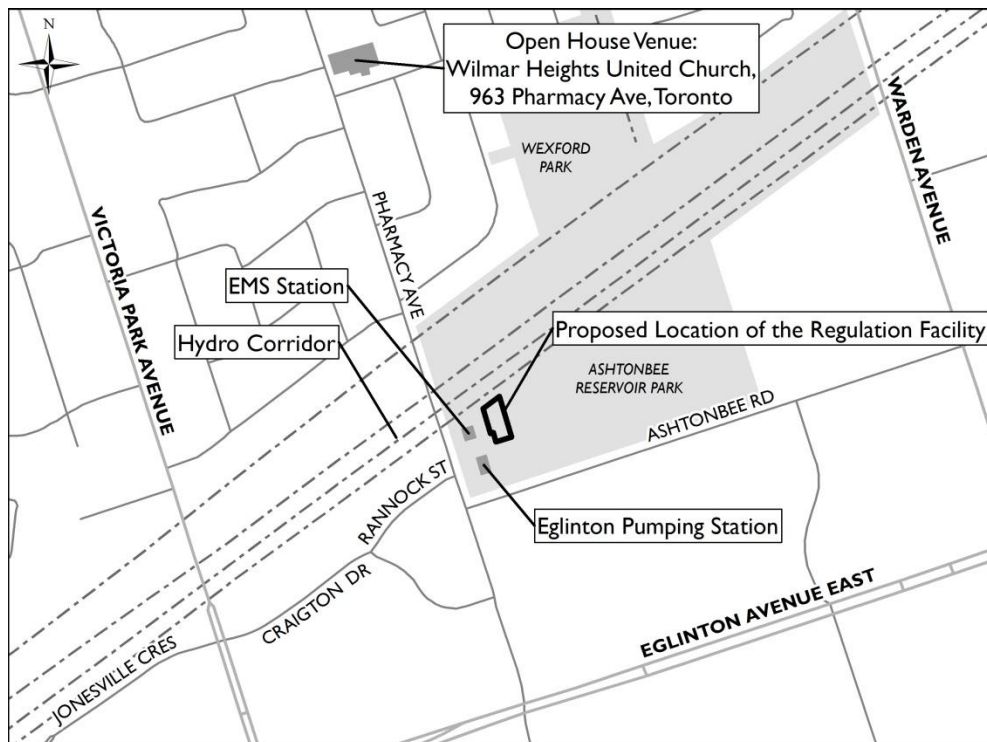 N
Open House Venue:
Wilmar Heights United Church,
963 Pharmacy Ave, Toronto
WEXFORD
PARK
WARDEN AVENUE
PHARMACY AVE
VICTORIA PARK AVENUE
EMS Station
Hydro Corridor
Proposed Location of the Regulation Facility
ASHTONBEE
RESERVOIR PARK
ASHTONBEE RD
RANNOCK ST
Eglinton Pumping Station
CRAIGTON DR
EGLINTON AVENUE EAST
JONESVILLE CRES